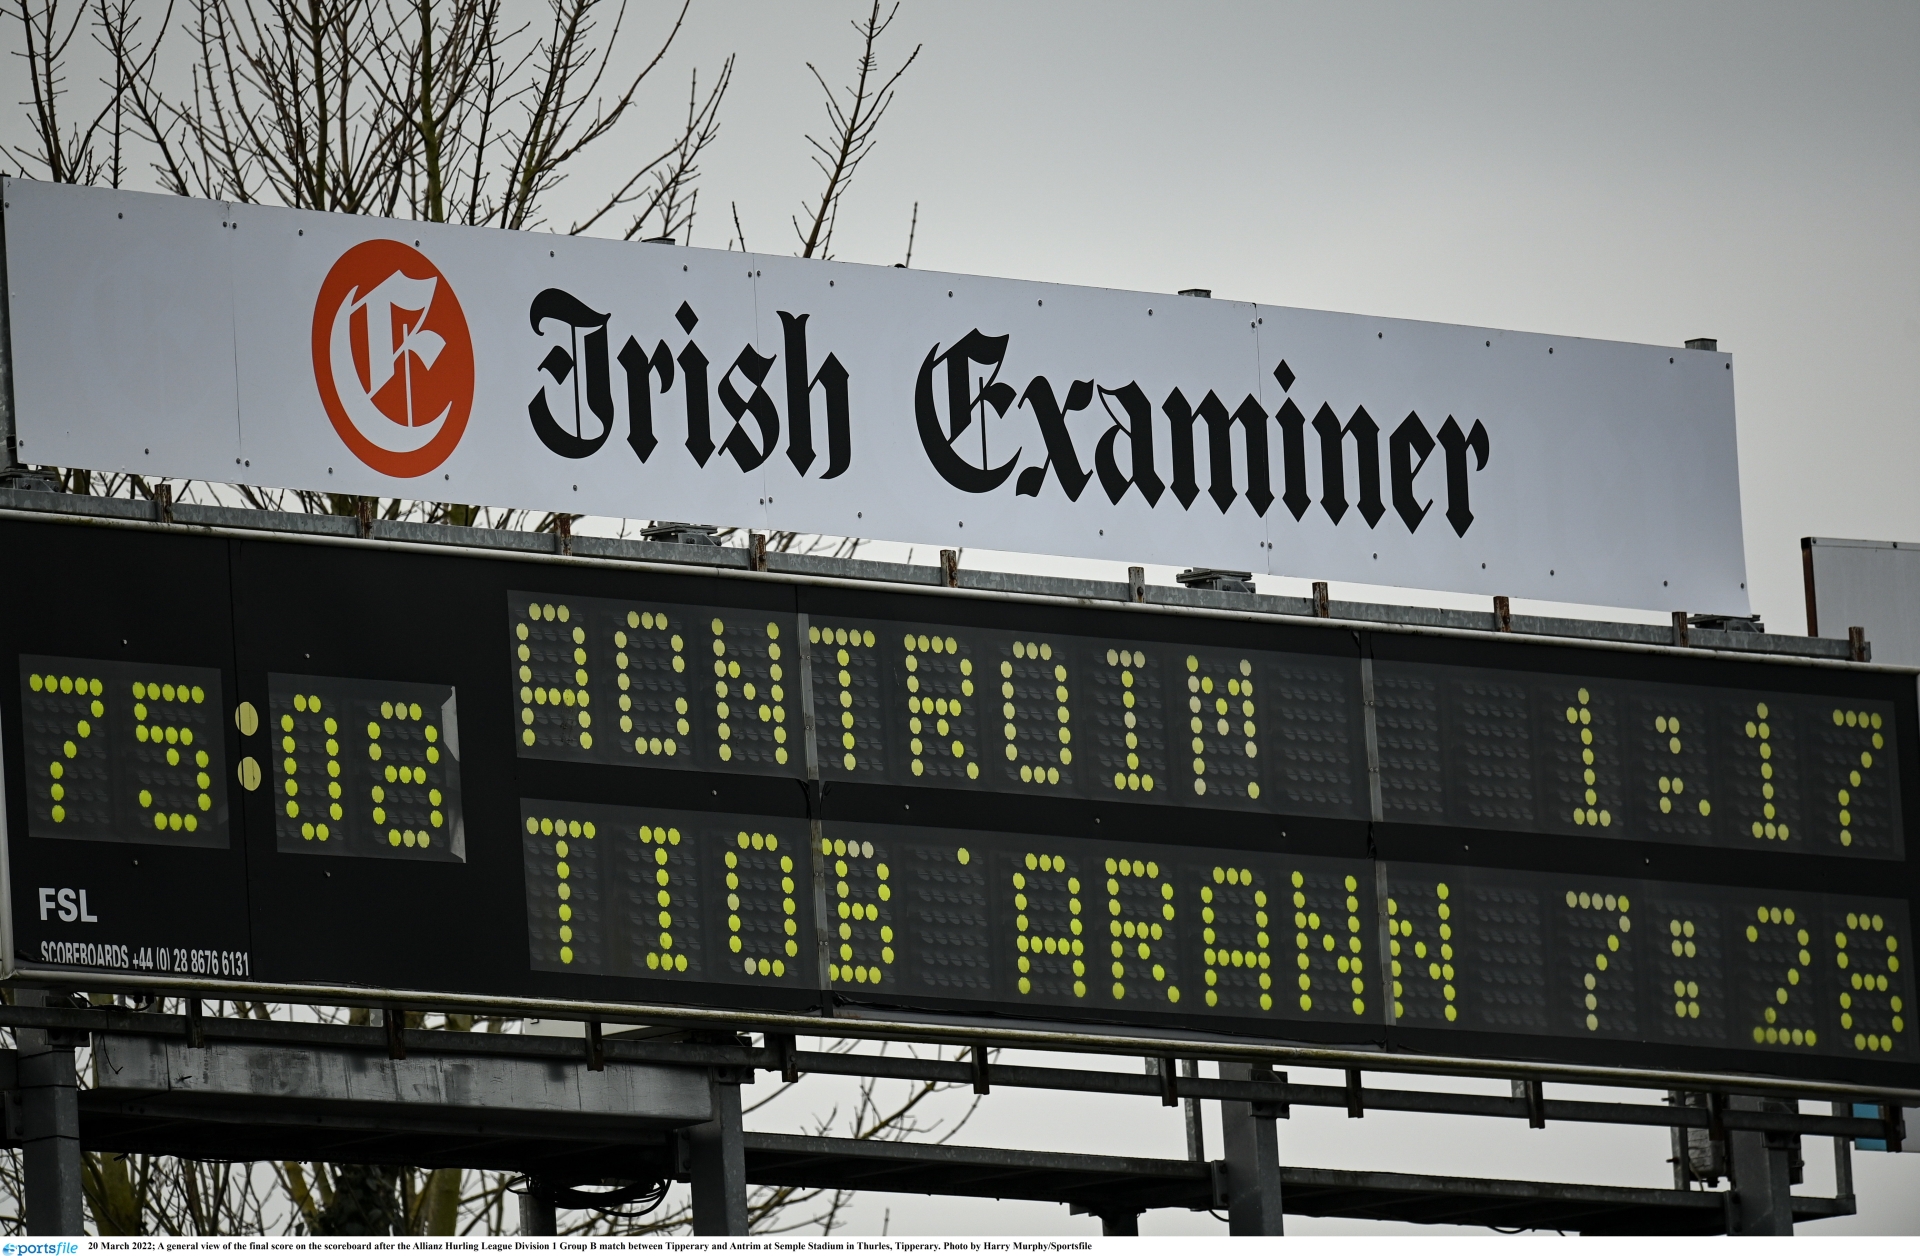 Irish Examiner
75:08
ACNTROIM 1:17
TIOB'ARANN 7:28
FSL
SCOREBOARDS +44 (0) 28 8676 6131
sportsfile 20 March 2022; A general view of the final score on the scoreboard after the Allianz Hurling League Division 1 Group B match between Tipperary and Antrim at Semple Stadium in Thurles, Tipperary. Photo by Harry Murphy/Sportsfile